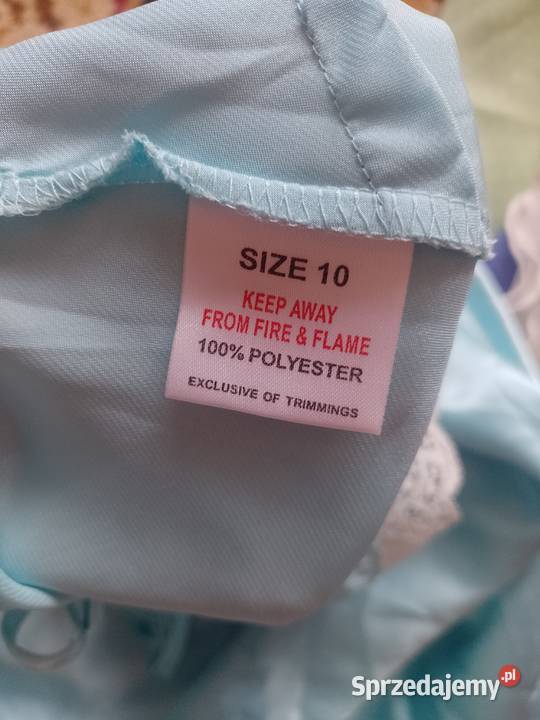 SIZE 10
KEEP AWAY
FROM FIRE & FLAME
100% POLYESTER
EXCLUSIVE OF TRIMMINGS
Sprzedajemy.pl